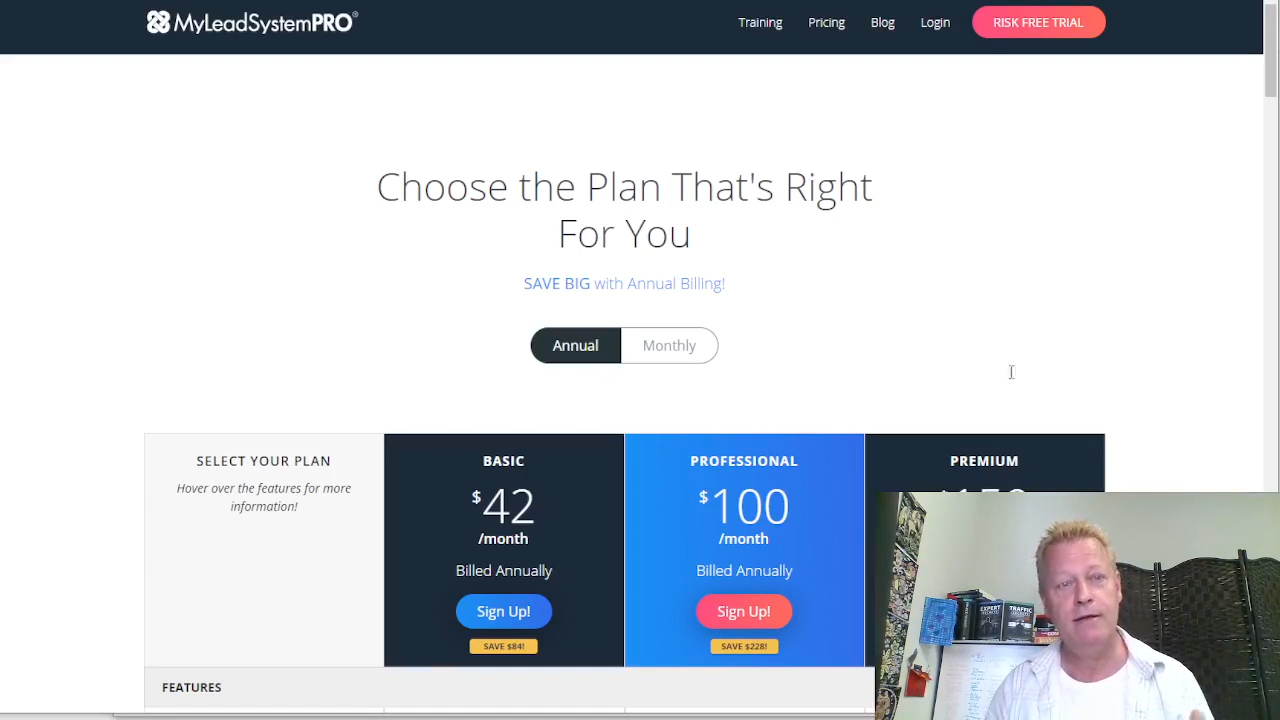 MyLeadSystemPRO®
Training
Pricing
Blog
Login
RISK FREE TRIAL
Choose the Plan That's Right
For You
SAVE BIG with Annual Billing!
Annual
Monthly
SELECT YOUR PLAN
Hover over the features for more
information!
BASIC
$42
/month
Billed Annually
Sign Up!
SAVE $84!
PROFESSIONAL
$100
/month
Billed Annually
Sign Up!
SAVE $228!
PREMIUM
FEATURES
EXPERT
TRAFFIC